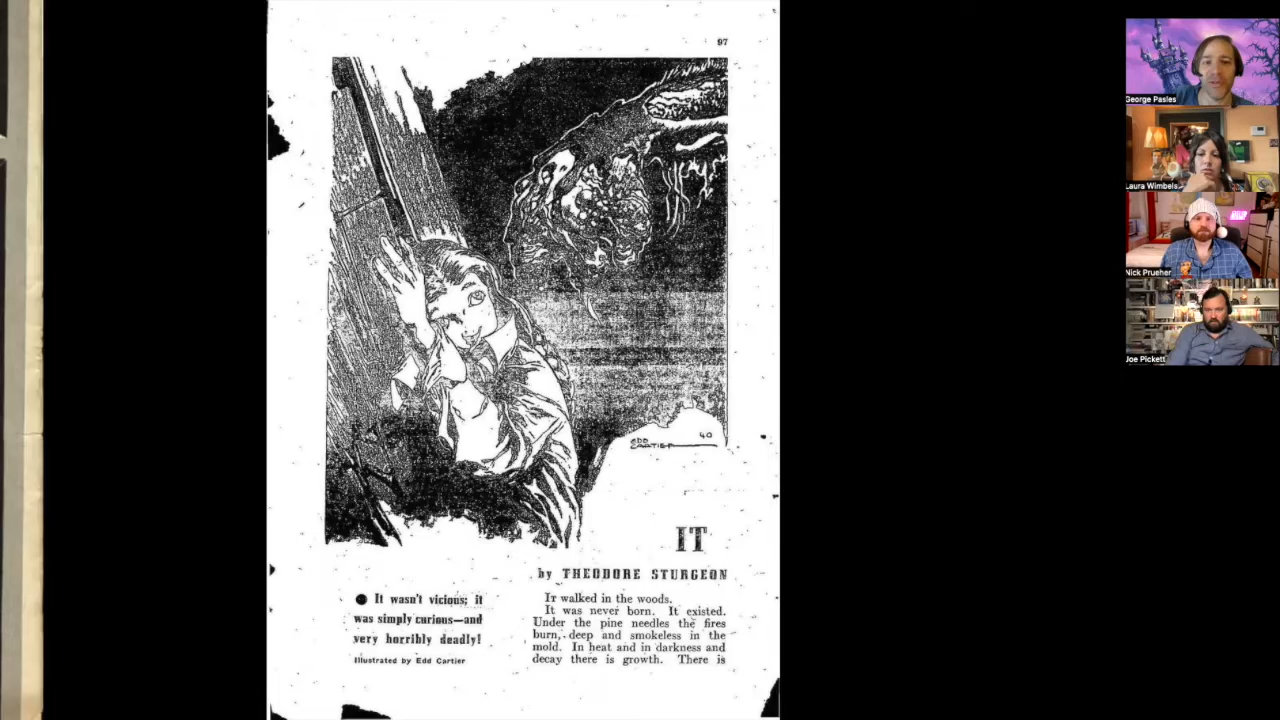 97
EDD
CARTIER
40
IT
by THEODORE STURGEON
It wasn't vicious; it
was simply curious—and
very horribly deadly!
Illustrated by Edd Cartier
IT walked in the woods.
It was never born. It existed.
Under the pine needles the fires
burn, deep and smokeless in the
mold. In heat and in darkness and
decay there is growth. There is
George Pasles
Laura Wimbels
Nick Prueher
Joe Pickett